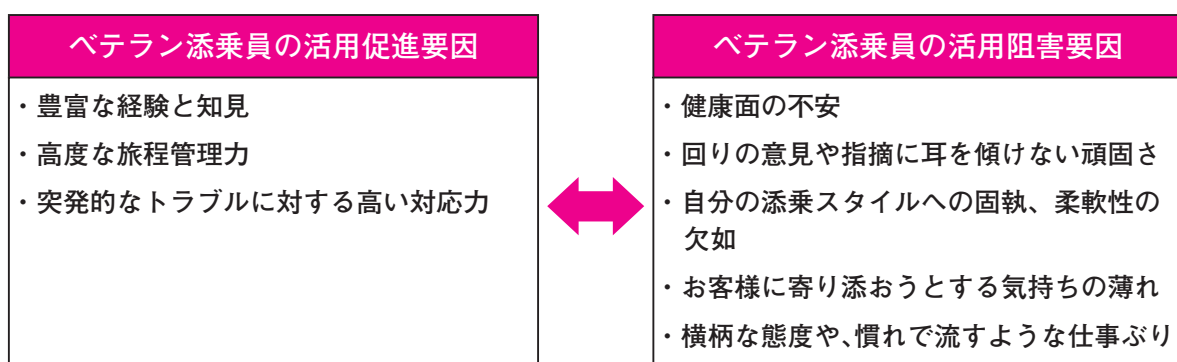 ベテラン添乗員の活用促進要因
・豊富な経験と知見
・高度な旅程管理力
・突発的なトラブルに対する高い対応力
ベテラン添乗員の活用阻害要因
・健康面の不安
・回りの意見や指摘に耳を傾けない頑固さ
・自分の添乗スタイルへの固執、柔軟性の
欠如
・お客様に寄り添おうとする気持ちの薄れ
・横柄な態度や、慣れで流すような仕事ぶり